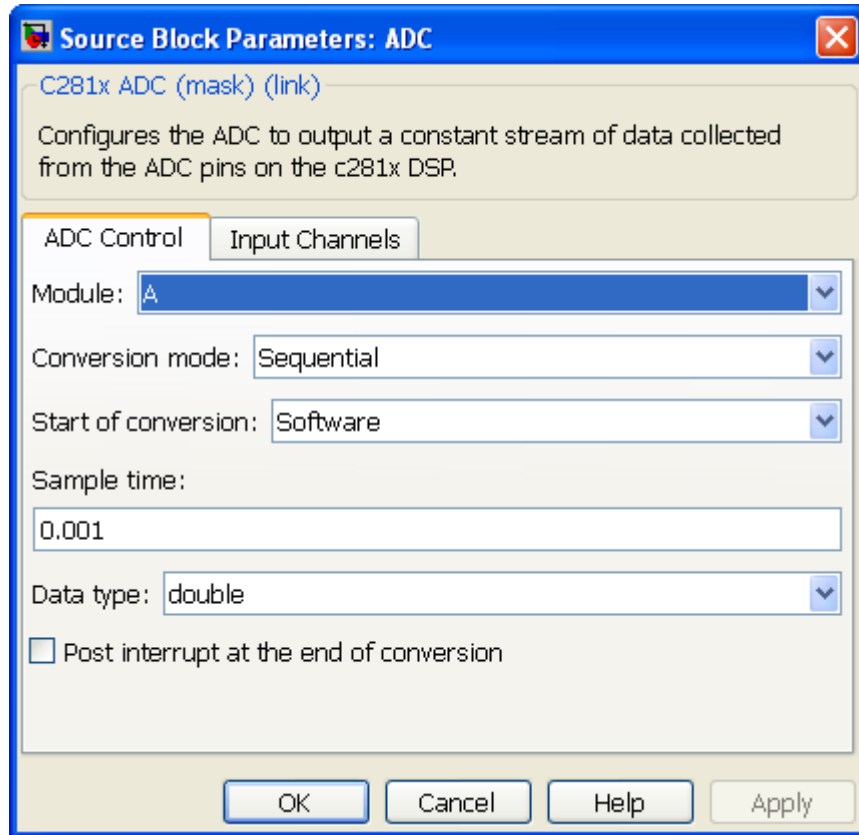 Source Block Parameters: ADC
C281x ADC (mask) (link)
Configures the ADC to output a constant stream of data collected
from the ADC pins on the c281x DSP.
ADC Control Input Channels
Module: A
Conversion mode: Sequential
Start of conversion: Software
Sample time:
0.001
Data type: double
Post interrupt at the end of conversion
OK Cancel Help Apply